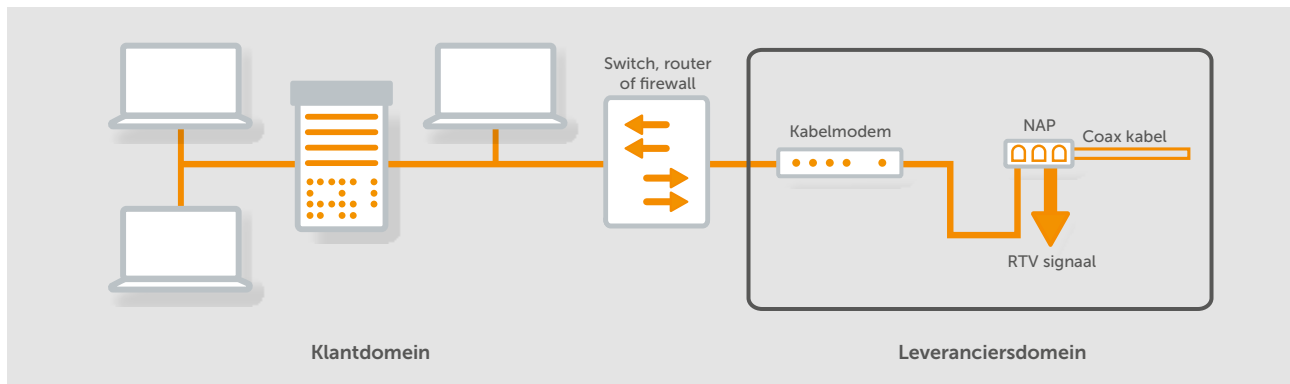 Switch, router
of firewall
Kabelmodem
NAP
Coax kabel
RTV signaal
Klantdomein
Leveranciersdomein